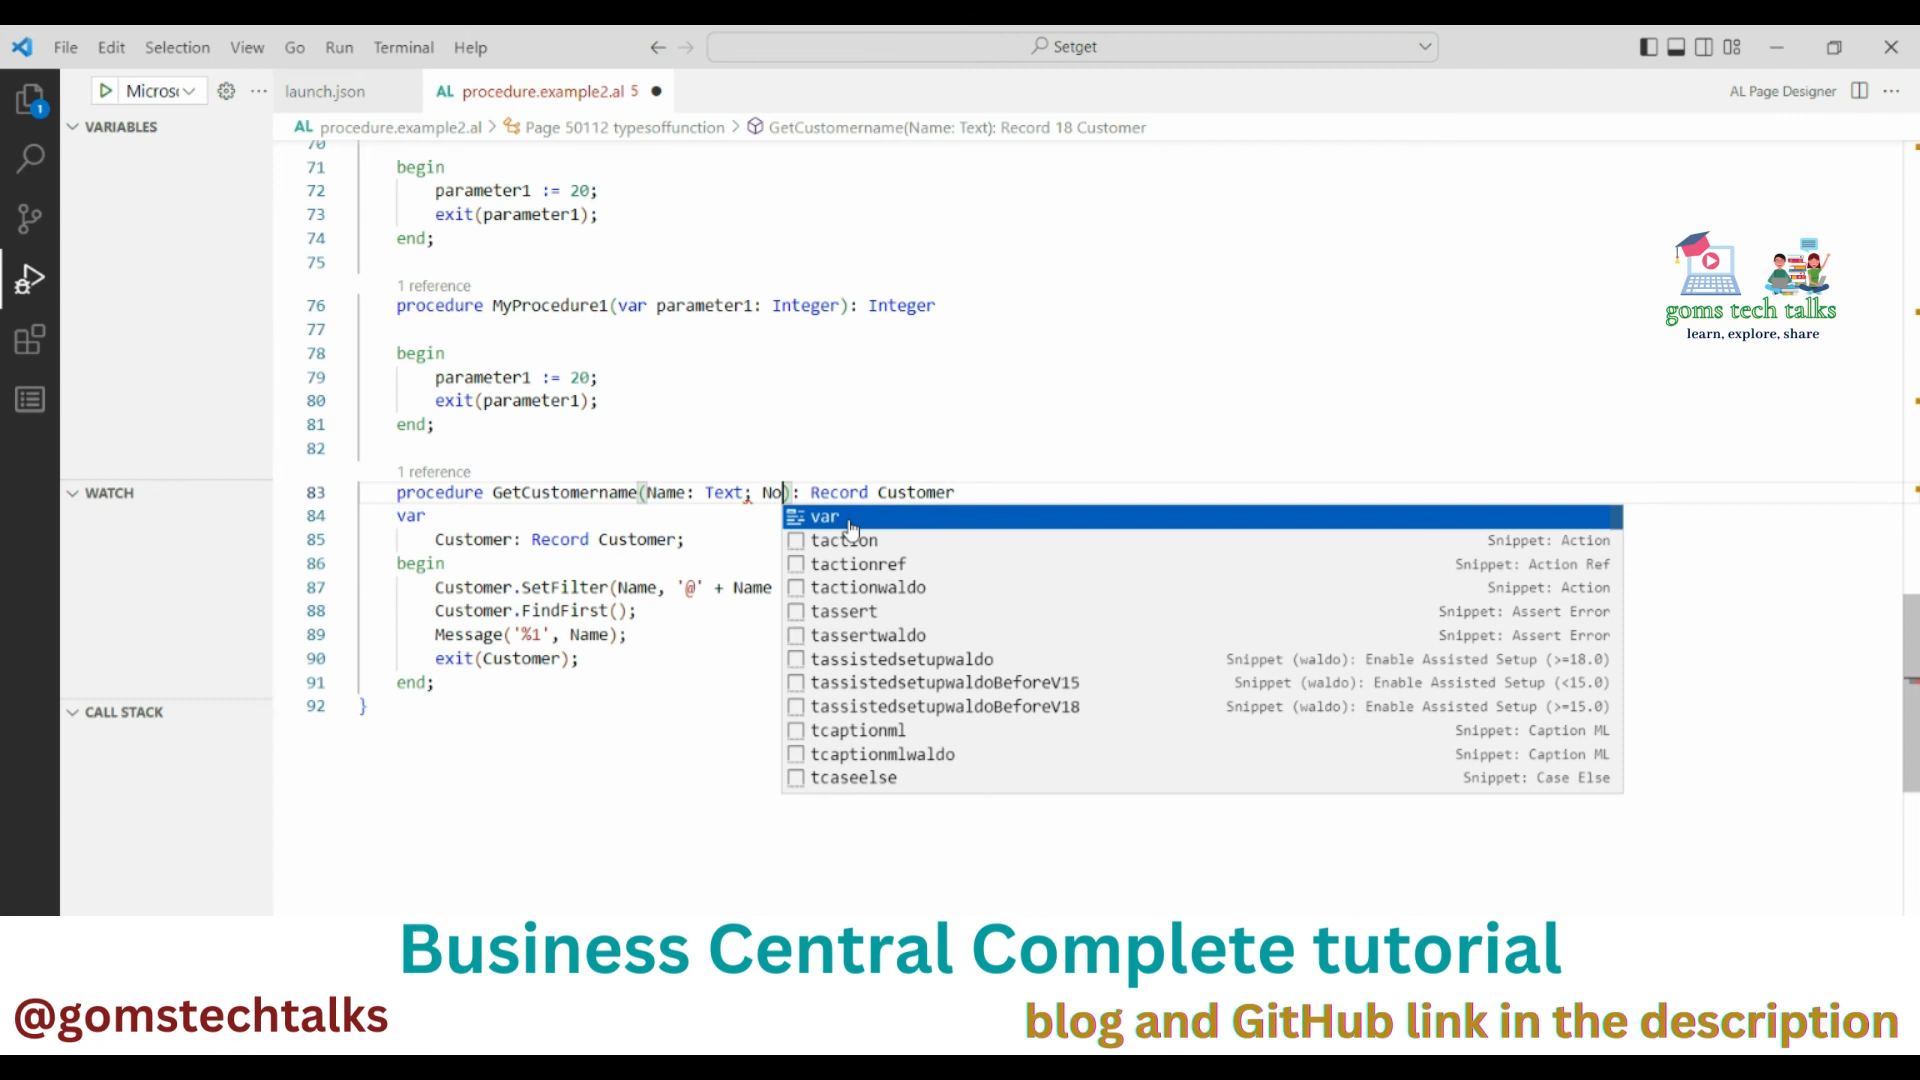 File Edit Selection View Go Run Terminal Help
Setget
1
Micros
launch.json
AL procedure.example2.al 5
AL Page Designer
AL procedure.example2.al > Page 50112 typesoffunction > GetCustomername(Name: Text): Record 18 Customer
VARIABLES
70
71 begin
72 parameter1 := 20;
73 exit(parameter1);
74 end;
75
1 reference
76 procedure MyProcedure1(var parameter1: Integer): Integer
77
78 begin
79 parameter1 := 20;
80 exit(parameter1);
81 end;
82
1 reference
83 procedure GetCustomername(Name: Text; No): Record Customer
84 var
85 Customer: Record Customer;
86 begin
87 Customer.SetFilter(Name, '@' + Name
88 Customer.FindFirst();
89 Message('%1', Name);
90 exit(Customer);
91 end;
92 }
var
taction Snippet: Action
tactionref Snippet: Action Ref
tactionwaldo Snippet: Action
tassert Snippet: Assert Error
tassertwaldo Snippet: Assert Error
tassistedsetupwaldo Snippet (waldo): Enable Assisted Setup (>=18.0)
tassistedsetupwaldoBeforeV15 Snippet (waldo): Enable Assisted Setup (<15.0)
tassistedsetupwaldoBeforeV18 Snippet (waldo): Enable Assisted Setup (>=15.0)
tcaptionml Snippet: Caption ML
tcaptionmlwaldo Snippet: Caption ML
tcaseelse Snippet: Case Else
WATCH
CALL STACK
goms tech talks
learn, explore, share
Business Central Complete tutorial
@gomstechtalks
blog and GitHub link in the description